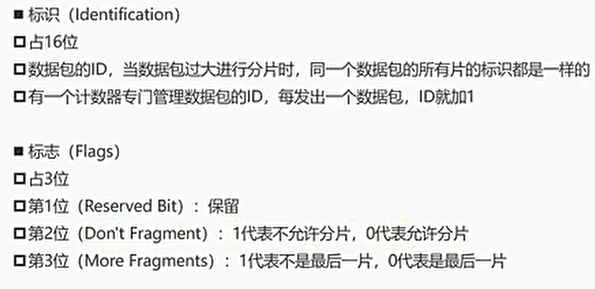 ■ 标识（Identification）
□ 占16位
□ 数据包的ID，当数据包过大进行分片时，同一个数据包的所有片的标识都是一样的
□ 有一个计数器专门管理数据包的ID，每发出一个数据包，ID就加1
■ 标志（Flags）
□ 占3位
□ 第1位（Reserved Bit）：保留
□ 第2位（Don't Fragment）：1代表不允许分片，0代表允许分片
□ 第3位（More Fragments）：1代表不是最后一片，0代表是最后一片